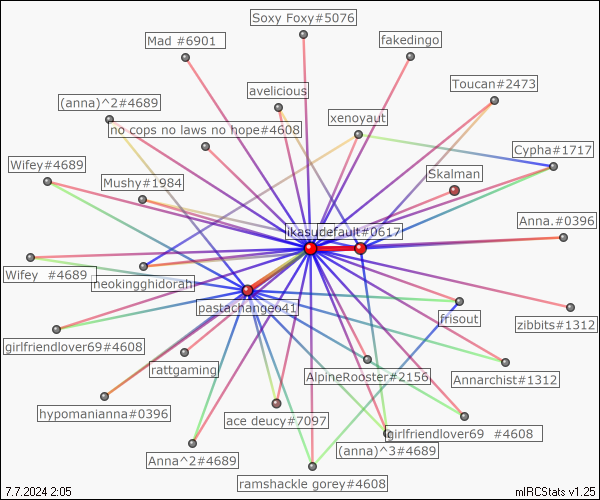 Soxy Foxy#5076
Mad #6901
fakedingo
Toucan#2473
avelicious
(anna)^2#4689
xenoyaut
no cops no laws no hope#4608
Cypha#1717
Wifey#4689
Skalman
Mushy#1984
Anna.#0396
default#0617
Wifey #4689
neokingghidorah
pastachangeo41
frisout
zibbits#1312
girlfriendlover69#4608
rattgaming
AlpineRooster#2156
Annarchist#1312
hypomanianna#0396
ace deucy#7097
girlfriendlover69 #4608
(anna)^3#4689
Anna^2#4689
ramshackle gorey#4608
7.7.2024 2:05
mIRCStats v1.25